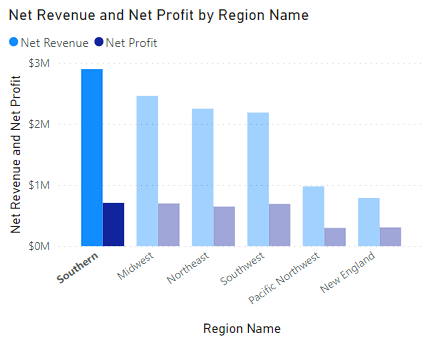 Net Revenue and Net Profit by Region Name
Net Revenue Net Profit
Net Revenue and Net Profit
$3M
$2M
$1M
$0M
Southern
Midwest
Northeast
Southwest
Pacific Northwest
New England
Region Name